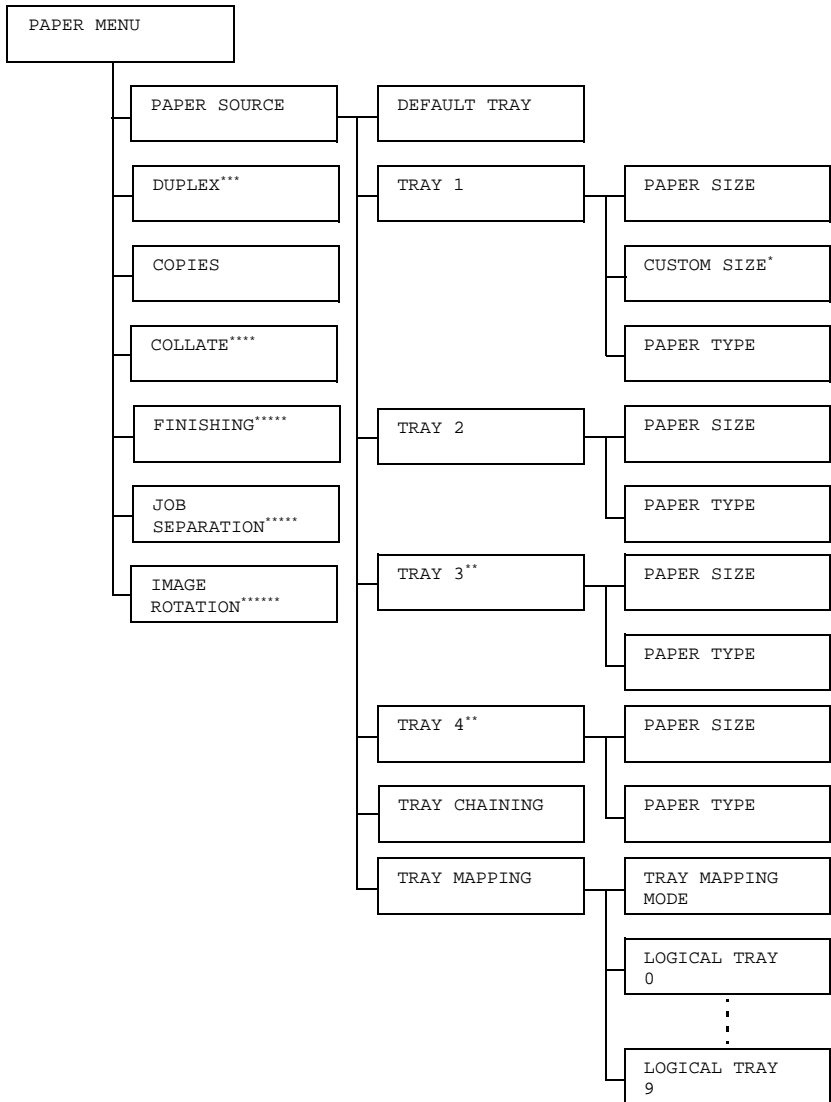 PAPER MENU
PAPER SOURCE
DEFAULT TRAY
DUPLEX***
TRAY 1
PAPER SIZE
COPIES
CUSTOM SIZE*
COLLATE****
PAPER TYPE
FINISHING*****
TRAY 2
PAPER SIZE
JOB
SEPARATION*****
PAPER TYPE
IMAGE
ROTATION******
TRAY 3**
PAPER SIZE
PAPER TYPE
TRAY 4**
PAPER SIZE
TRAY CHAINING
PAPER TYPE
TRAY MAPPING
TRAY MAPPING
MODE
LOGICAL TRAY
0
LOGICAL TRAY
9